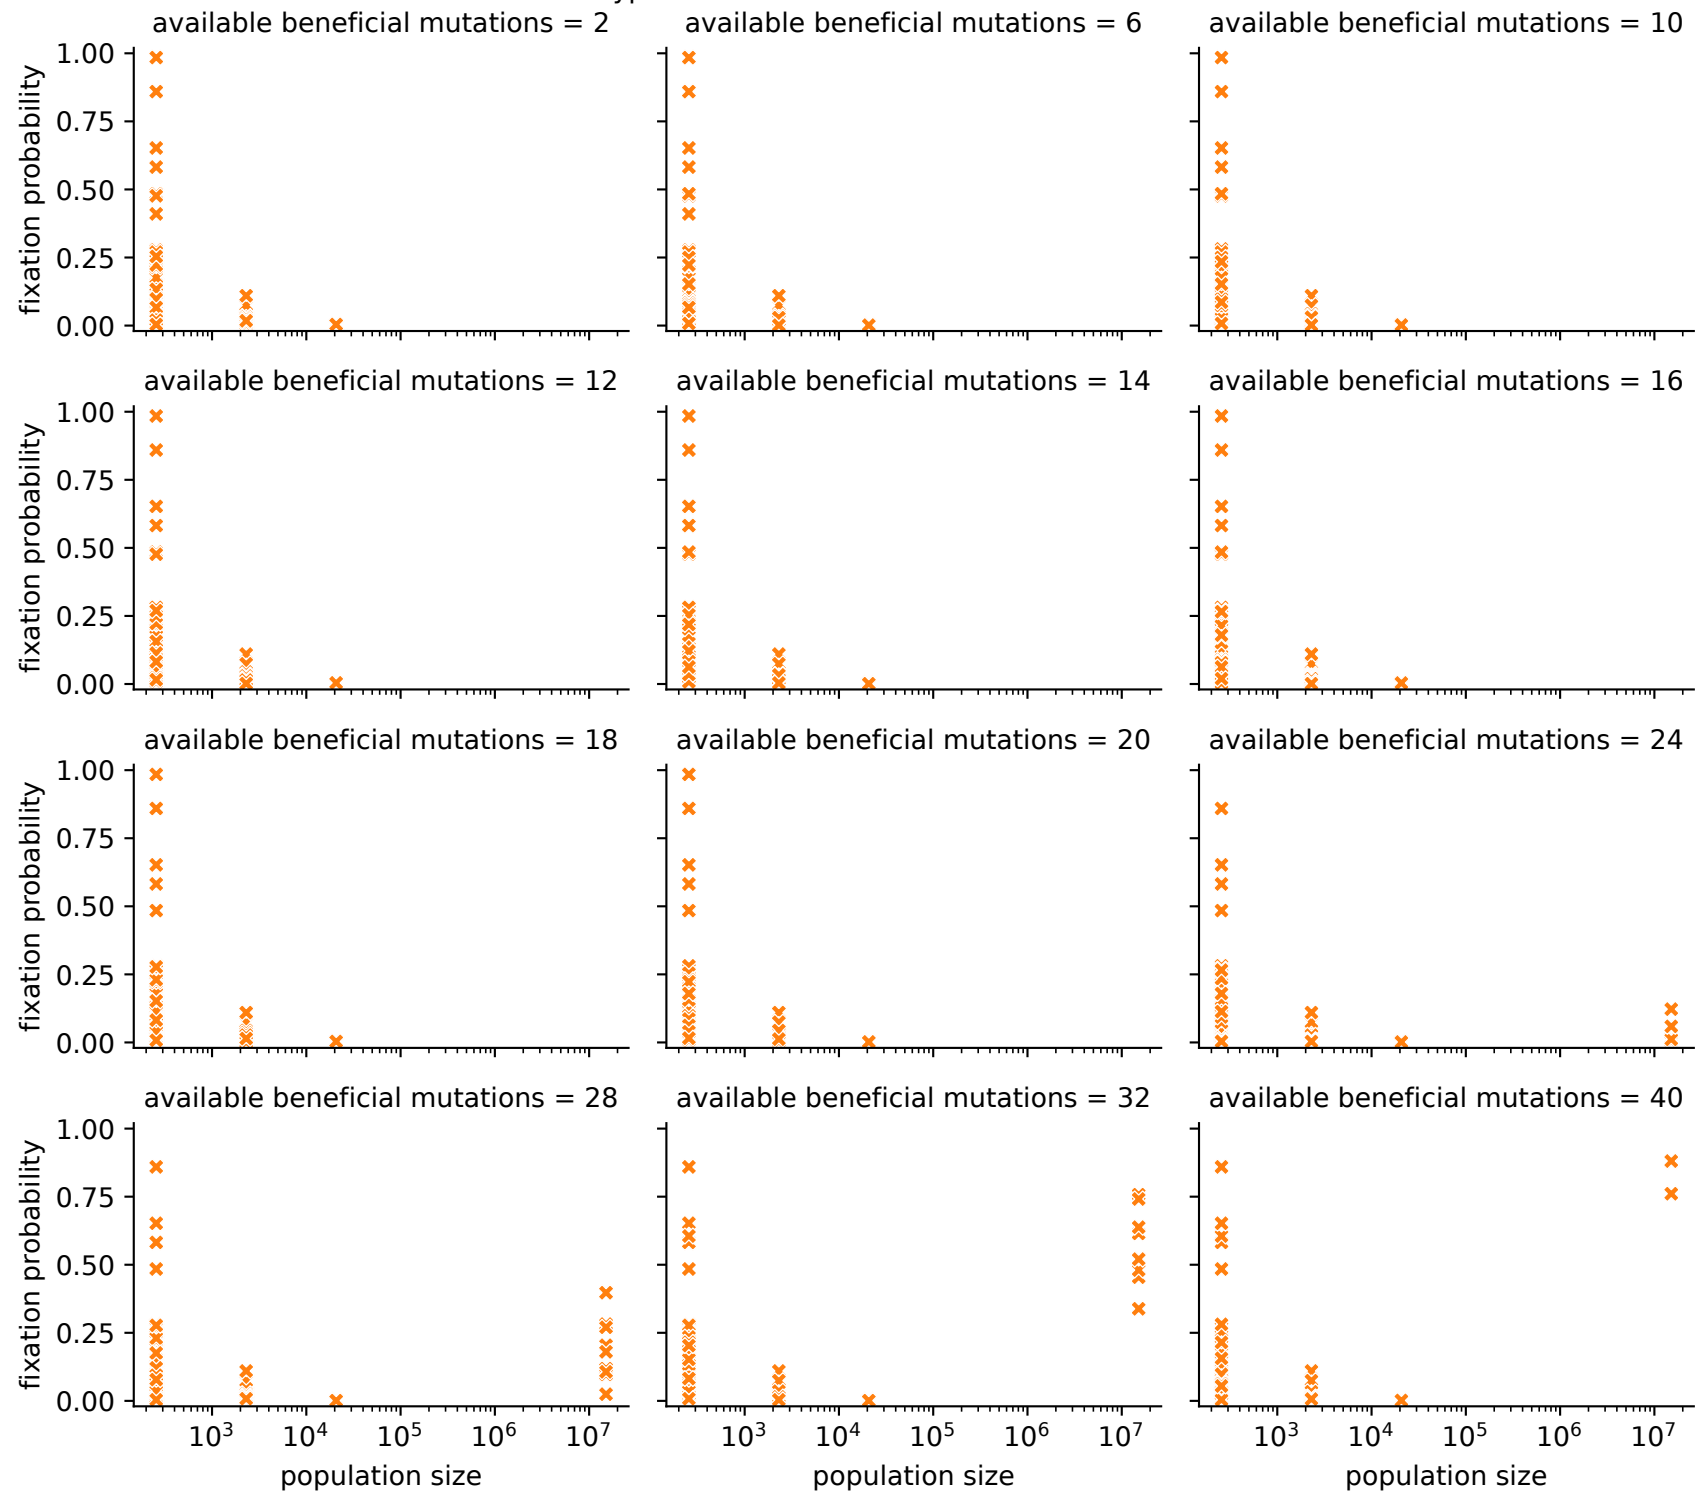 available beneficial mutations = 2
available beneficial mutations = 6
available beneficial mutations = 10
fixation probability
1.00
0.75
0.50
0.25
0.00
available beneficial mutations = 12
available beneficial mutations = 14
available beneficial mutations = 16
fixation probability
1.00
0.75
0.50
0.25
0.00
available beneficial mutations = 18
available beneficial mutations = 20
available beneficial mutations = 24
fixation probability
1.00
0.75
0.50
0.25
0.00
available beneficial mutations = 28
available beneficial mutations = 32
available beneficial mutations = 40
fixation probability
1.00
0.75
0.50
0.25
0.00
10³ 10⁴ 10⁵ 10⁶ 10⁷
10³ 10⁴ 10⁵ 10⁶ 10⁷
10³ 10⁴ 10⁵ 10⁶ 10⁷
population size
population size
population size